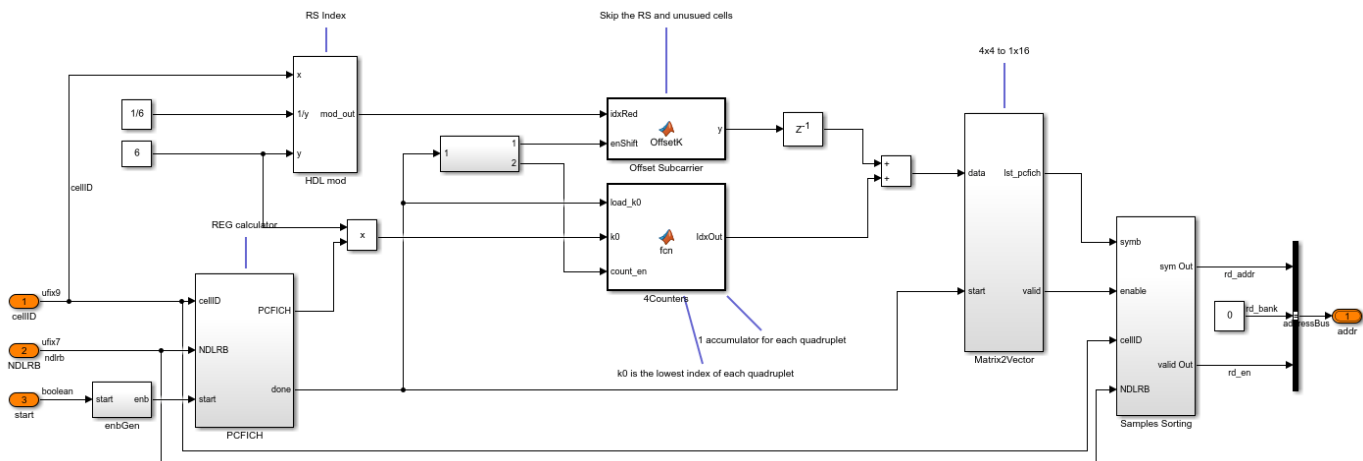 RS Index
Skip the RS and unusued cells
4x4 to 1x16
x
1/6
1/y
mod_out
6
y
HDL mod
idxRed
enShift
OffsetK
y
Offset Subcarrier
Z-1
1
1
2
+
+
data
lst_pcfich
start
valid
Matrix2Vector
cellID
REG calculator
x
load_k0
k0
count_en
fcn
IdxOut
4Counters
1 accumulator for each quadruplet
k0 is the lowest index of each quadruplet
symb
enable
cellID
NDLRB
sym Out
valid Out
Samples Sorting
rd_addr
0
rd_bank
rd_en
addressBus
1
addr
1
ufix9
cellID
2
ufix7
ndlrb
NDLRB
3
boolean
start
start
enb
enbGen
cellID
PCFICH
NDLRB
done
start
PCFICH